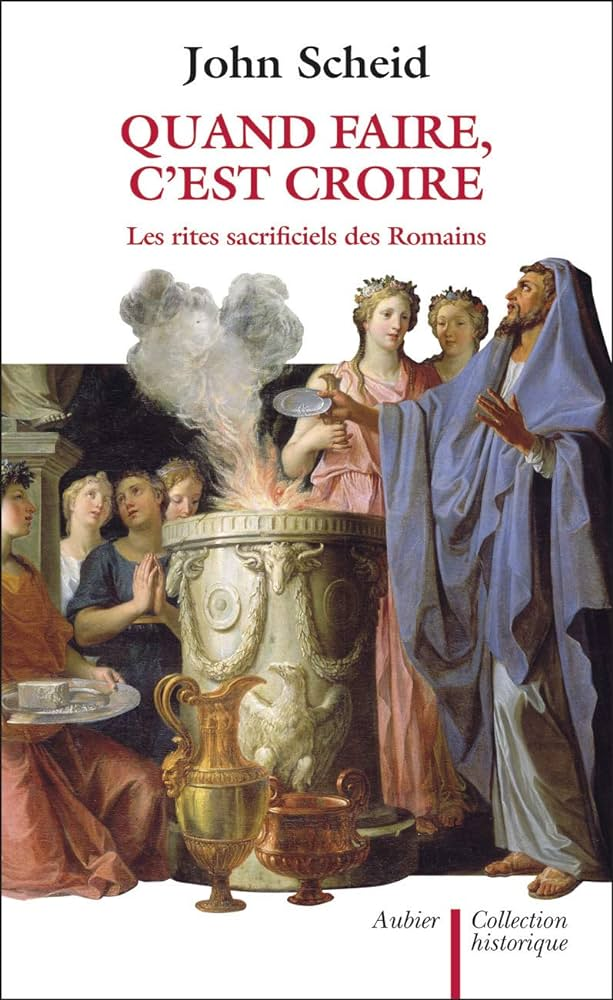 John Scheid
QUAND FAIRE,
C'EST CROIRE
Les rites sacrificiels des Romains
Aubier
Collection
historique